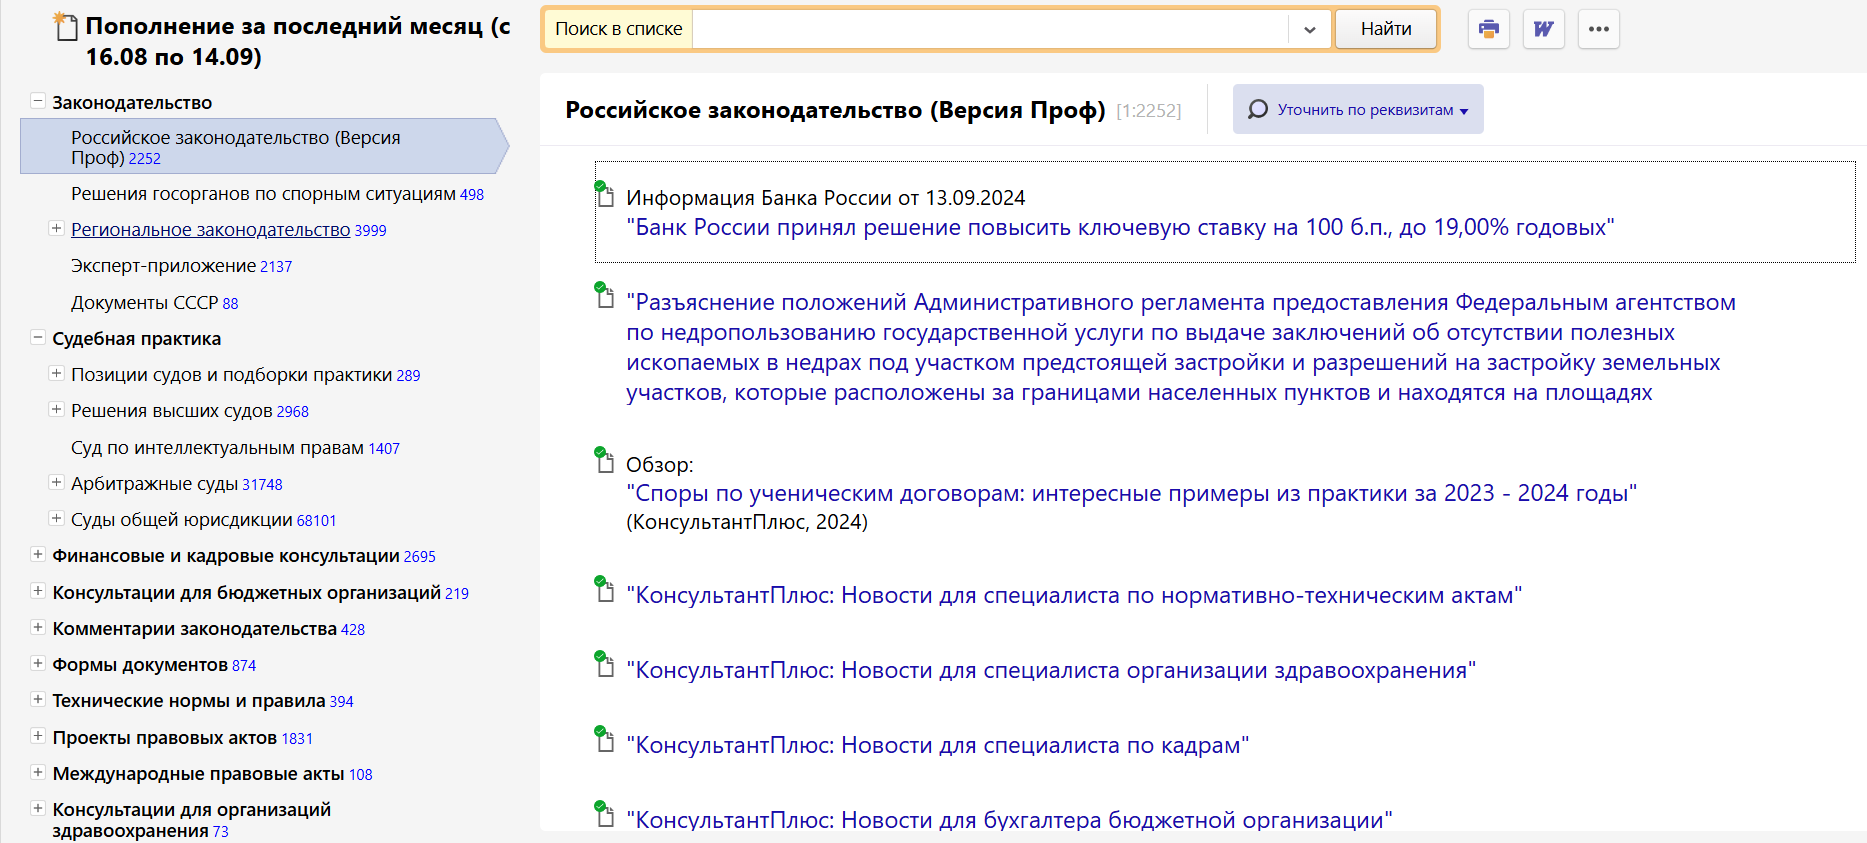 Пополнение за последний месяц (с
16.08 по 14.09)
Законодательство
Российское законодательство (Версия
Проф) 2252
Решения госорганов по спорным ситуациям 498
Региональное законодательство 3999
Эксперт-приложение 2137
Документы СССР 88
Судебная практика
Позиции судов и подборки практики 289
Решения высших судов 2968
Суд по интеллектуальным правам 1407
Арбитражные суды 31748
Суды общей юрисдикции 68101
Финансовые и кадровые консультации 2695
Консультации для бюджетных организаций 219
Комментарии законодательства 428
Формы документов 874
Технические нормы и правила 394
Проекты правовых актов 1831
Международные правовые акты 108
Консультации для организаций
здравоохранения 73
Поиск в списке
Найти
W
Российское законодательство (Версия Проф) [1:2252]
Уточнить по реквизитам
Информация Банка России от 13.09.2024
"Банк России принял решение повысить ключевую ставку на 100 б.п., до 19,00% годовых"
"Разъяснение положений Административного регламента предоставления Федеральным агентством
по недропользованию государственной услуги по выдаче заключений об отсутствии полезных
ископаемых в недрах под участком предстоящей застройки и разрешений на застройку земельных
участков, которые расположены за границами населенных пунктов и находятся на площадях
Обзор:
"Споры по ученическим договорам: интересные примеры из практики за 2023 - 2024 годы"
(КонсультантПлюс, 2024)
"КонсультантПлюс: Новости для специалиста по нормативно-техническим актам"
"КонсультантПлюс: Новости для специалиста организации здравоохранения"
"КонсультантПлюс: Новости для специалиста по кадрам"
"КонсультантПлюс: Новости для бухгалтера бюджетной организации"